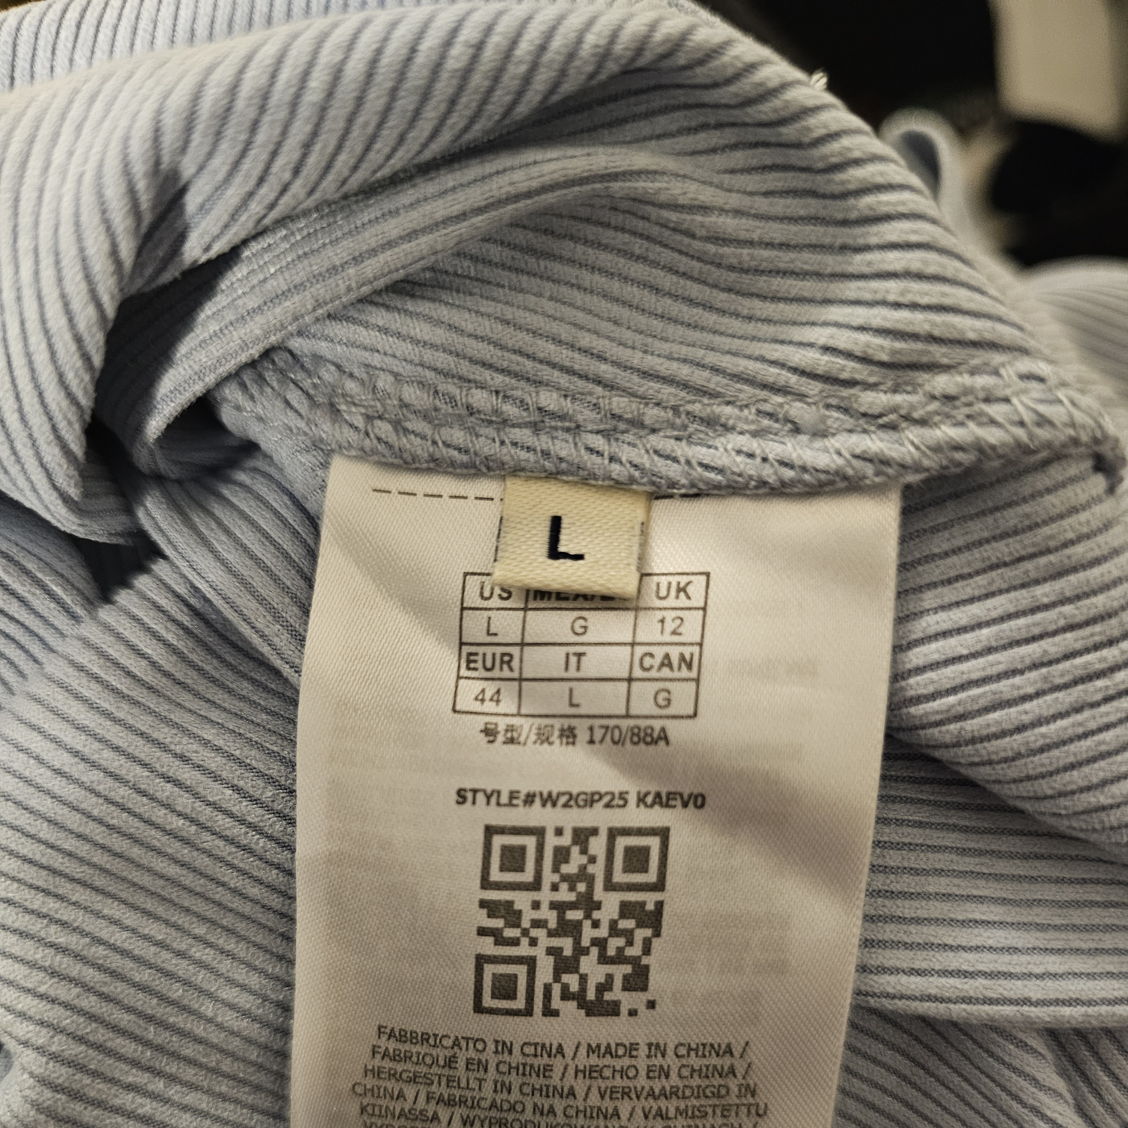 L
US UK
L G 12
EUR IT CAN
44 L G
号型/规格 170/88A
STYLE#W2GP25 KAEV0
FABBRICATO IN CINA / MADE IN CHINA /
FABRIQUÉ EN CHINE / HECHO EN CHINA /
HERGESTELLT IN CHINA / VERVAARDIGD IN
CHINA / FABRICADO NA CHINA / VALMISTETTU
KIINASSA / WYPRODUKOWANO